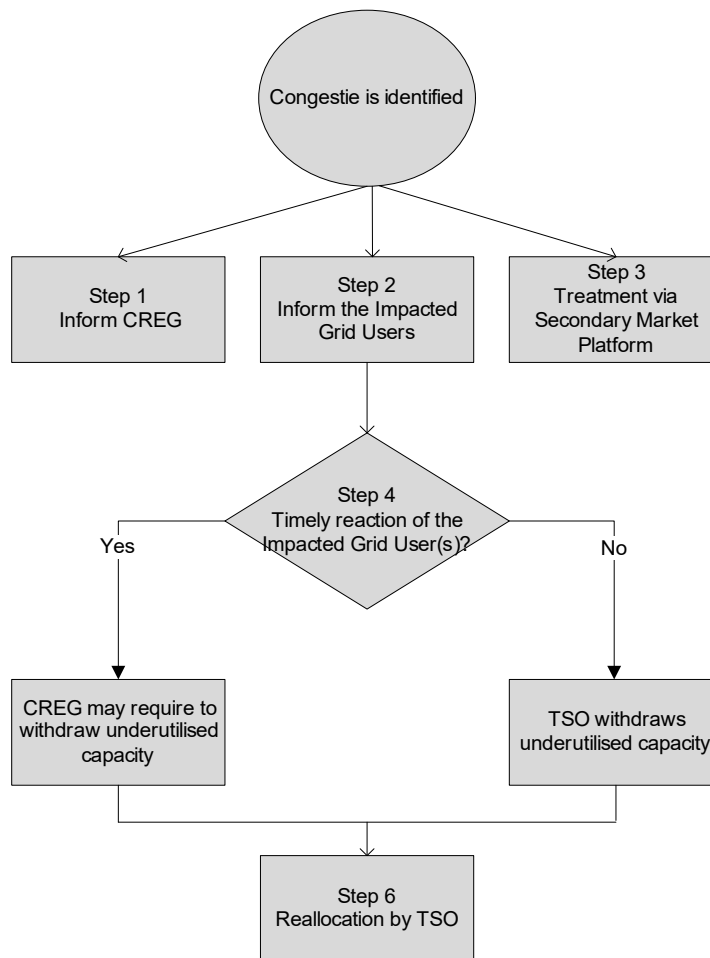 Congestie is identified
Step 1
Inform CREG
Step 2
Inform the Impacted
Grid Users
Step 3
Treatment via
Secondary Market
Platform
Step 4
Timely reaction of the
Impacted Grid User(s)?
Yes
No
CREG may require to
withdraw underutilised
capacity
TSO withdraws
underutilised capacity
Step 6
Reallocation by TSO